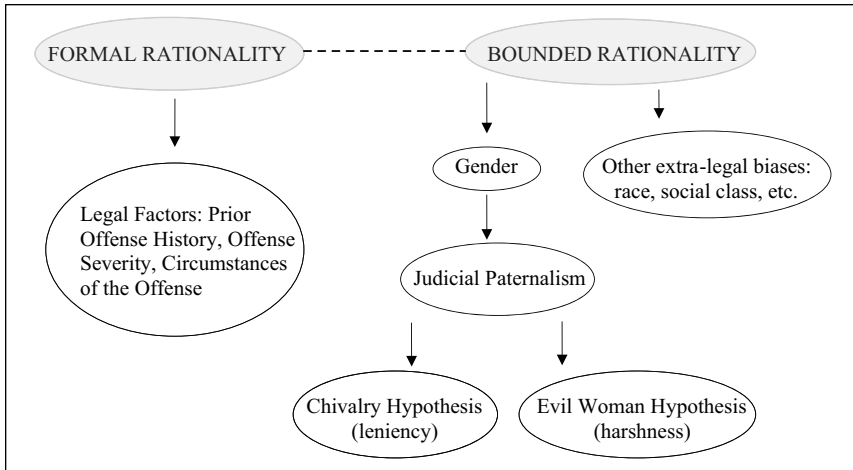 FORMAL RATIONALITY
BOUNDED RATIONALITY
Legal Factors: Prior
Offense History, Offense
Severity, Circumstances
of the Offense
Gender
Other extra-legal biases:
race, social class, etc.
Judicial Paternalism
Chivalry Hypothesis
(leniency)
Evil Woman Hypothesis
(harshness)